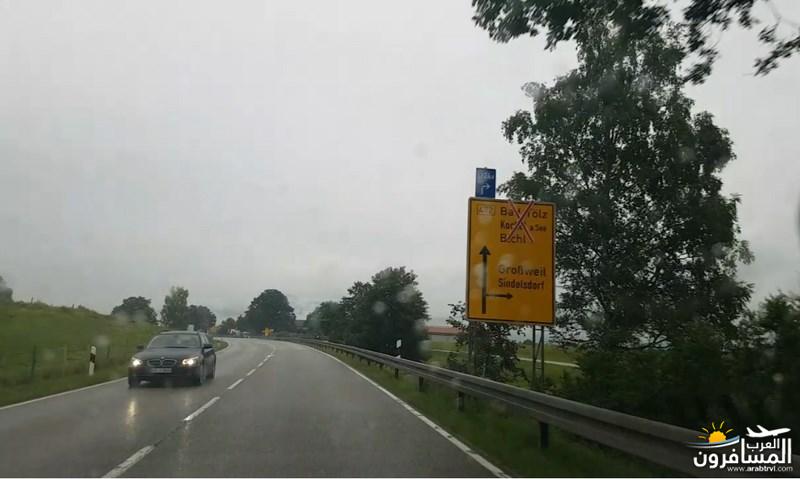 Bad Tölz
Kochel a. See
Bichl
Großweil
Sindelsdorf
العرب
المسافرون
www.arabtrvl.com